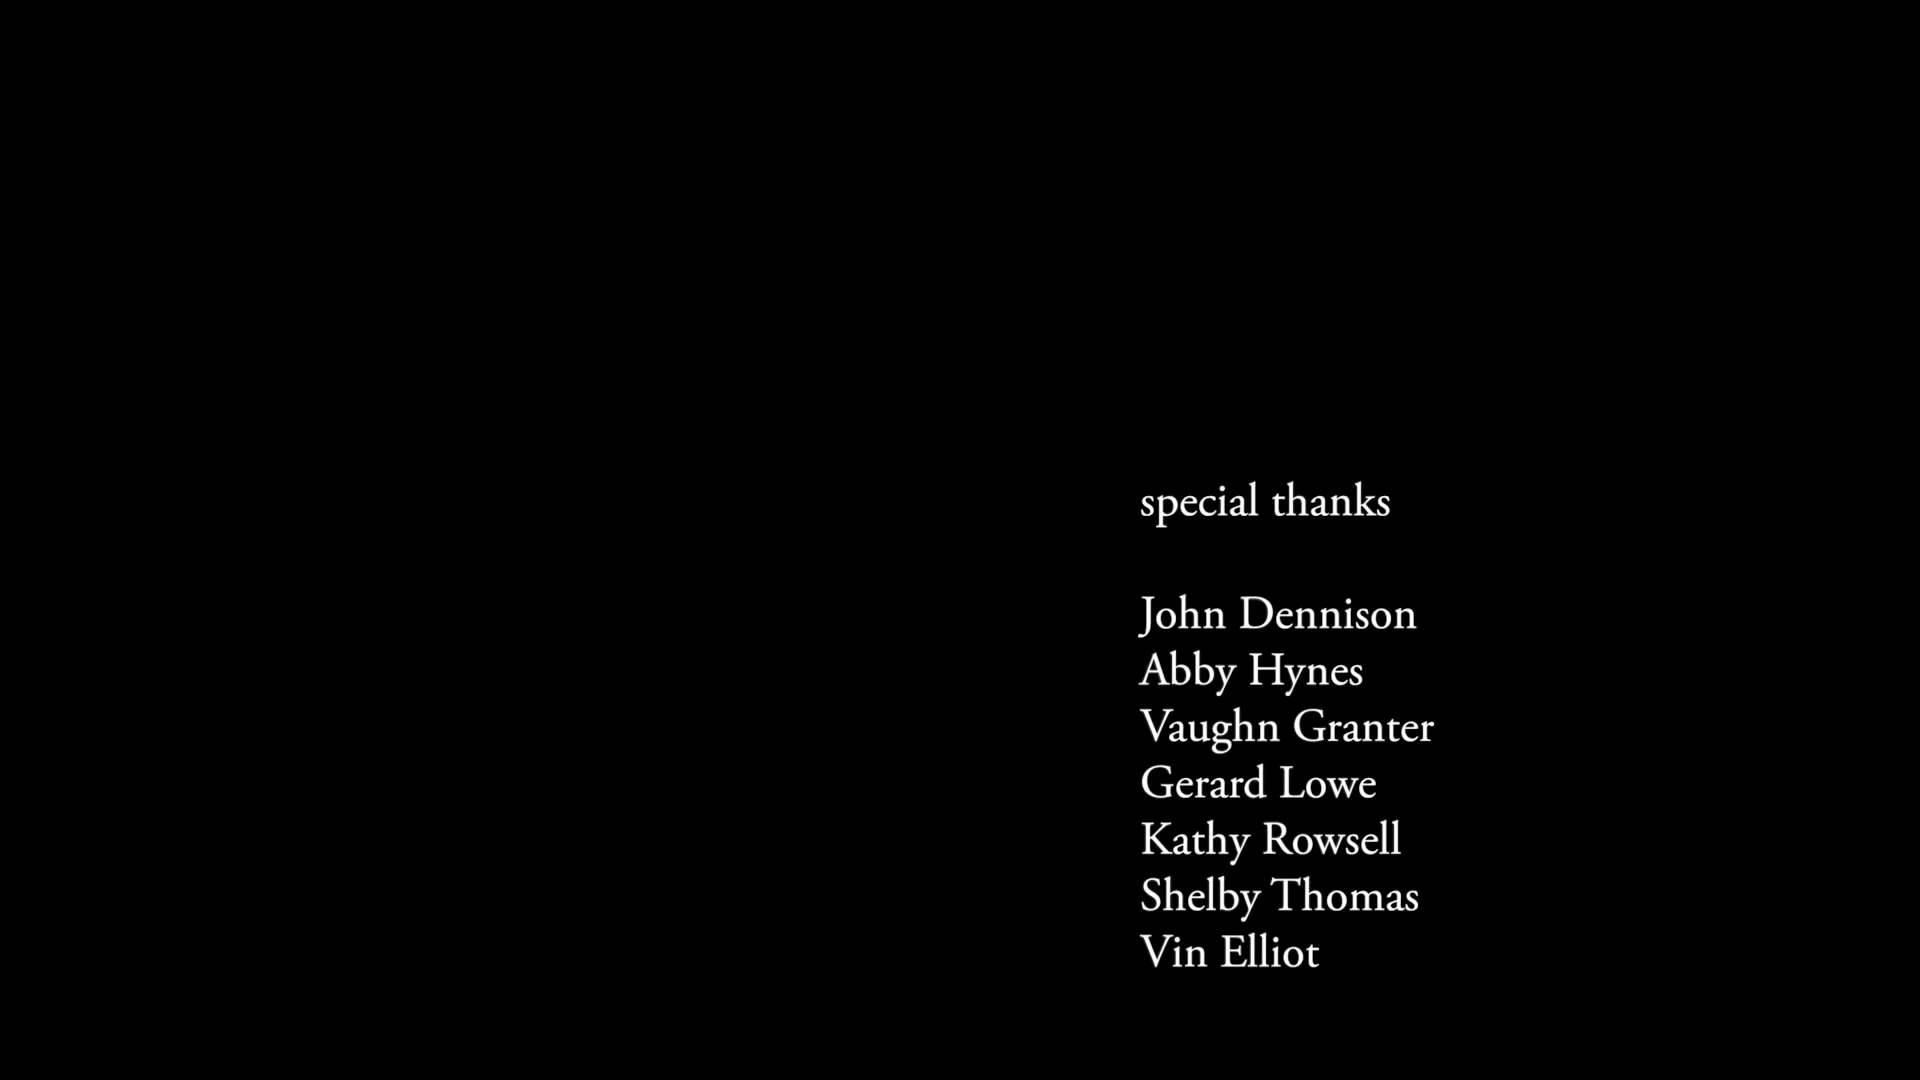 special thanks
John Dennison
Abby Hynes
Vaughn Granter
Gerard Lowe
Kathy Rowsell
Shelby Thomas
Vin Elliot